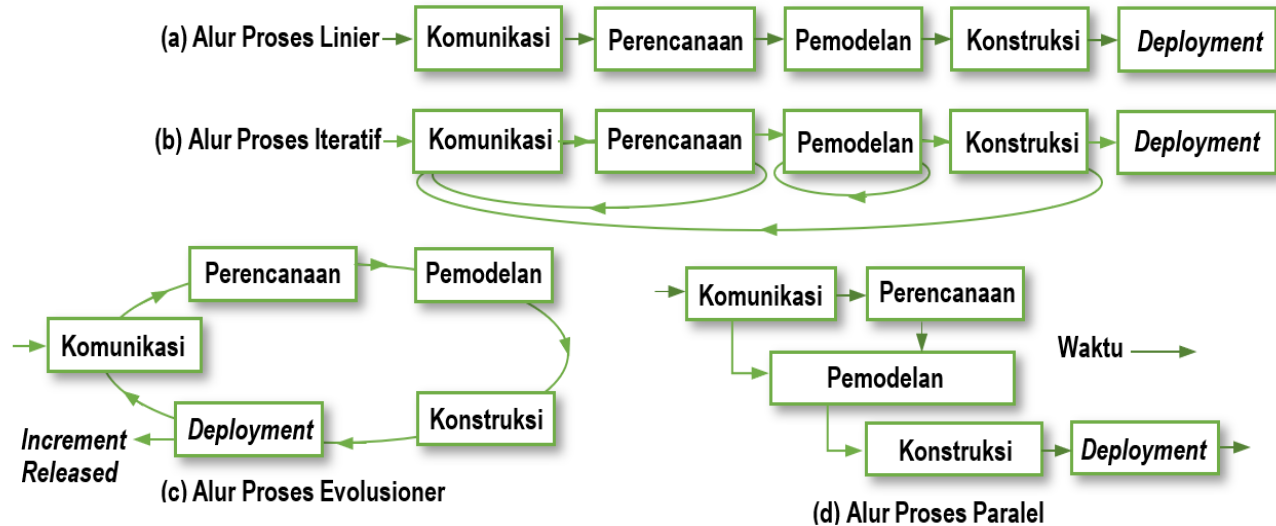 (a) Alur Proses Linier
Komunikasi
Perencanaan
Pemodelan
Konstruksi
Deployment
(b) Alur Proses Iteratif
Komunikasi
Perencanaan
Pemodelan
Konstruksi
Deployment
Perencanaan
Pemodelan
Komunikasi
Konstruksi
Deployment
Increment
Released
(c) Alur Proses Evolusioner
Komunikasi
Perencanaan
Waktu
Pemodelan
Konstruksi
Deployment
(d) Alur Proses Paralel